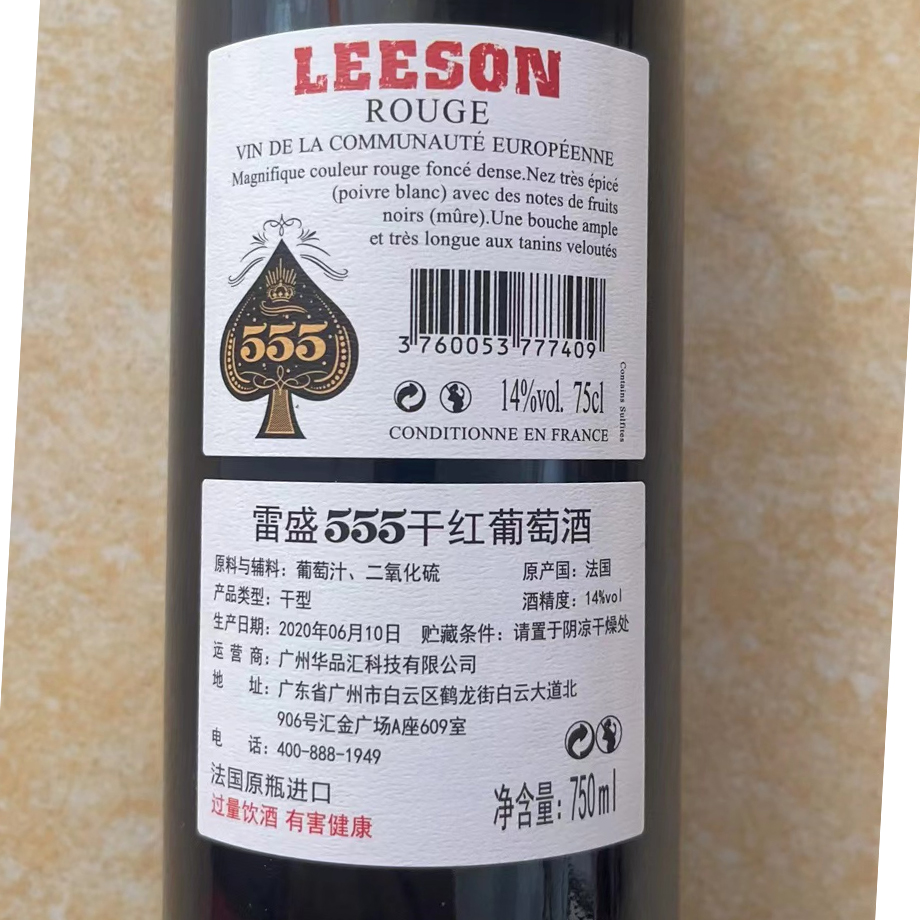 LEESON
ROUGE
VIN DE LA COMMUNAUTÉ EUROPÉENNE
Magnifique couleur rouge foncé dense.Nez très épicé
(poivre blanc) avec des notes de fruits
noirs (mûre).Une bouche ample
et très longue aux tanins veloutés
555
3 760053 777409
14%vol. 75cl
Contains Sulfites
CONDITIONNE EN FRANCE
雷盛555干红葡萄酒
原料与辅料：葡萄汁、二氧化硫 原产国：法国
产品类型：干型 酒精度：14%vol
生产日期：2020年06月10日 贮藏条件：请置于阴凉干燥处
运营商：广州华品汇科技有限公司
地 址：广东省广州市白云区鹤龙街白云大道北
906号汇金广场A座609室
电 话：400-888-1949
法国原瓶进口
过量饮酒 有害健康
净含量：750ml